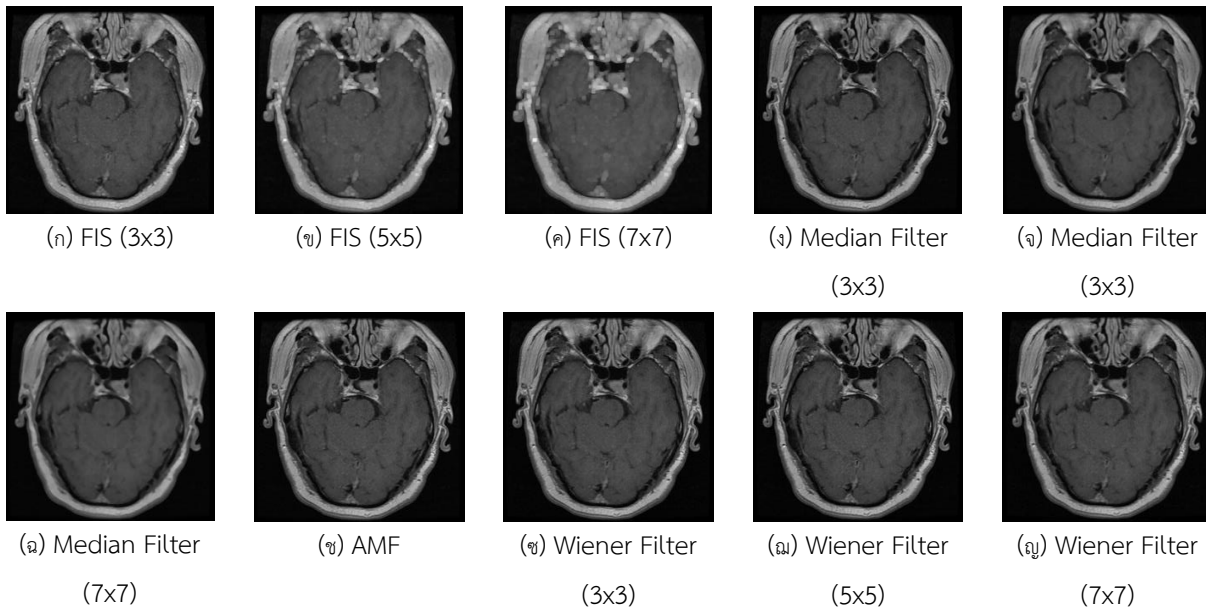 (ก) FIS (3x3)
(ข) FIS (5x5)
(ค) FIS (7x7)
(ง) Median Filter
(3x3)
(จ) Median Filter
(3x3)
(ฉ) Median Filter
(7x7)
(ช) AMF
(ซ) Wiener Filter
(3x3)
(ฌ) Wiener Filter
(5x5)
(ญ) Wiener Filter
(7x7)